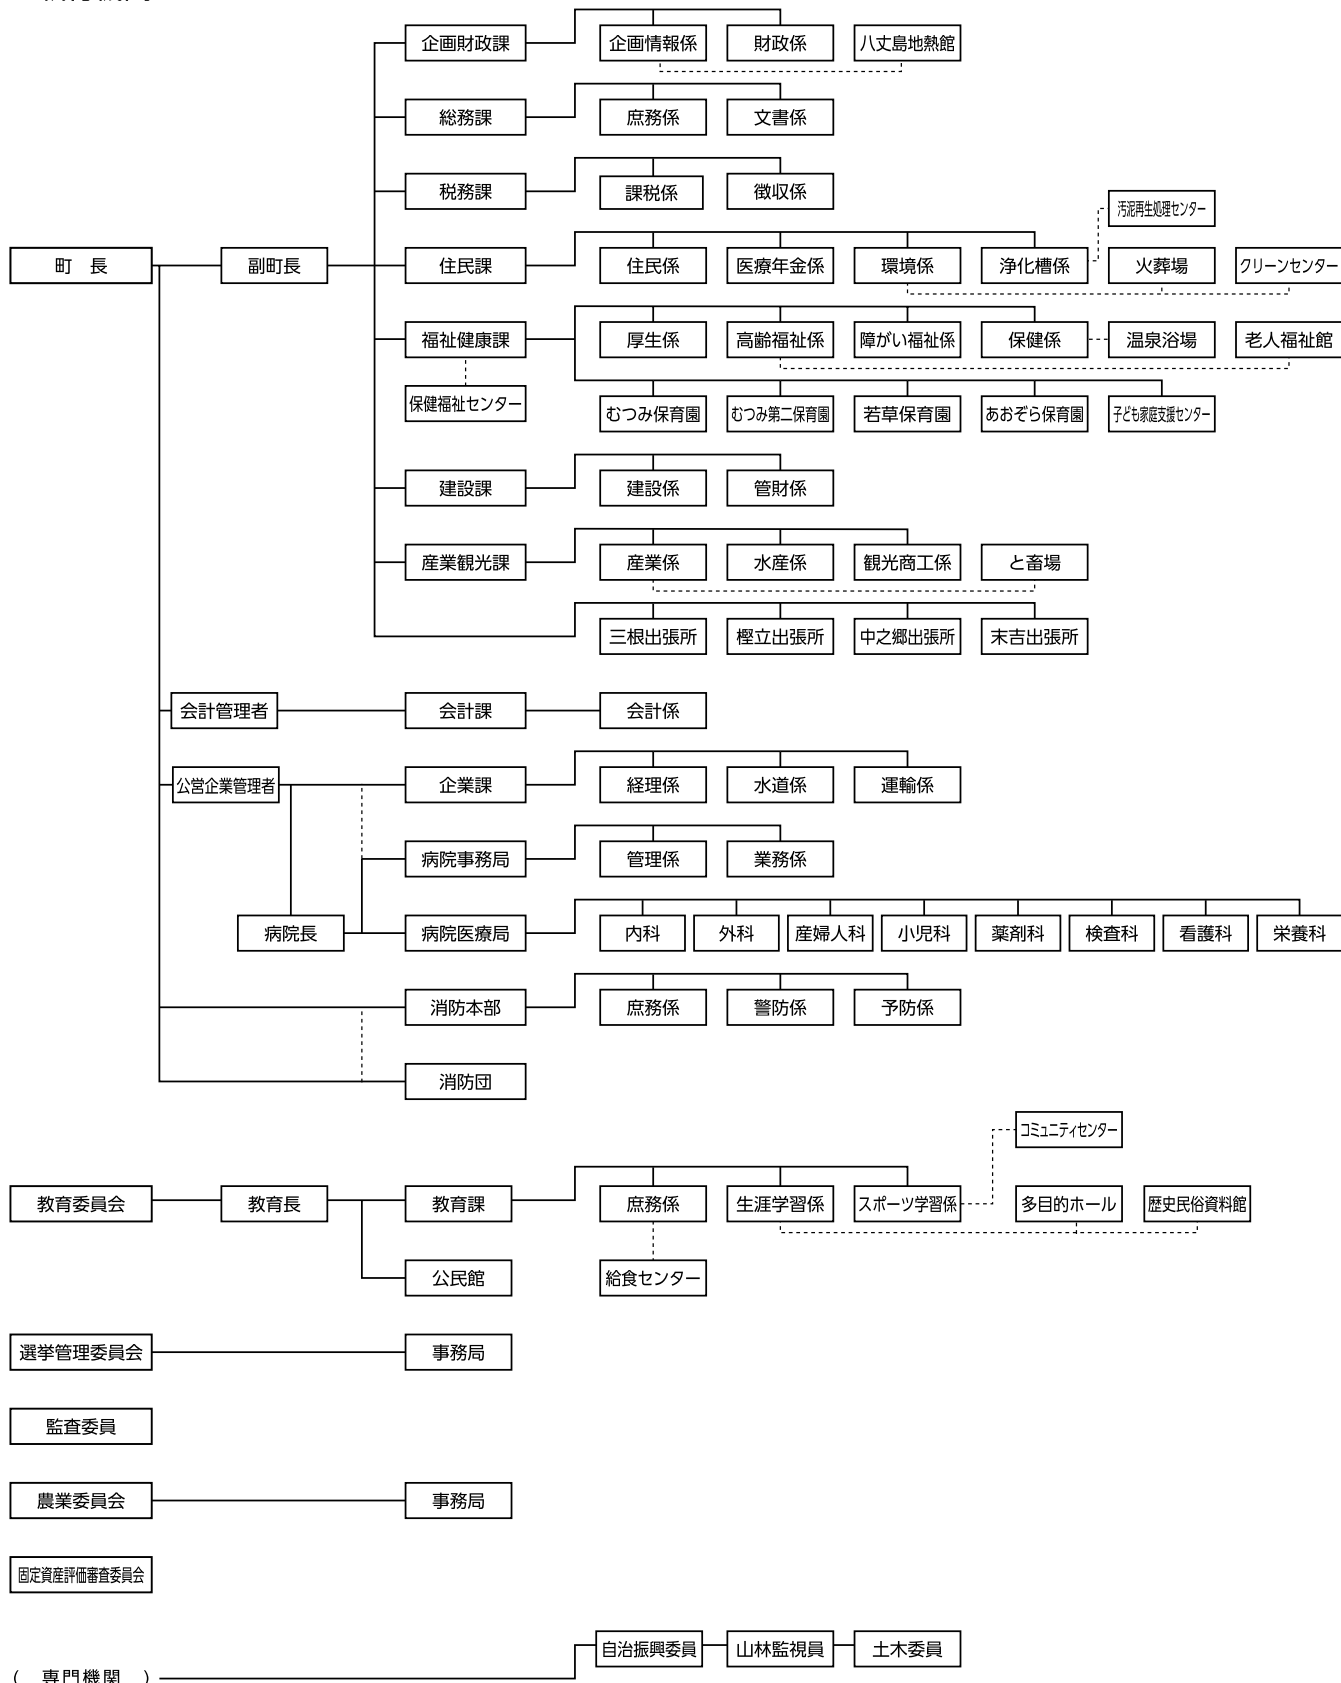 企画財政課 企画情報係 財政係 八丈島地熱館
総務課 庶務係 文書係
税務課 課税係 徴収係
汚泥再生処理センター
町　長 副町長 住民課 住民係 医療年金係 環境係 浄化槽係 火葬場 クリーンセンター
福祉健康課 厚生係 高齢福祉係 障がい福祉係 保健係 温泉浴場 老人福祉館
保健福祉センター むつみ保育園 むつみ第二保育園 若草保育園 あおぞら保育園 子ども家庭支援センター
建設課 建設係 管財係
産業観光課 産業係 水産係 観光商工係 と畜場
三根出張所 樫立出張所 中之郷出張所 末吉出張所
会計管理者 会計課 会計係
公営企業管理者 企業課 経理係 水道係 運輸係
病院事務局 管理係 業務係
病院長 病院医療局 内科 外科 産婦人科 小児科 薬剤科 検査科 看護科 栄養科
消防本部 庶務係 警防係 予防係
消防団
コミュニティセンター
教育委員会 教育長 教育課 庶務係 生涯学習係 スポーツ学習係 多目的ホール 歴史民俗資料館
公民館 給食センター
選挙管理委員会 事務局
監査委員
農業委員会 事務局
固定資産評価審査委員会
自治振興委員 山林監視員 土木委員
（　専門機関　）